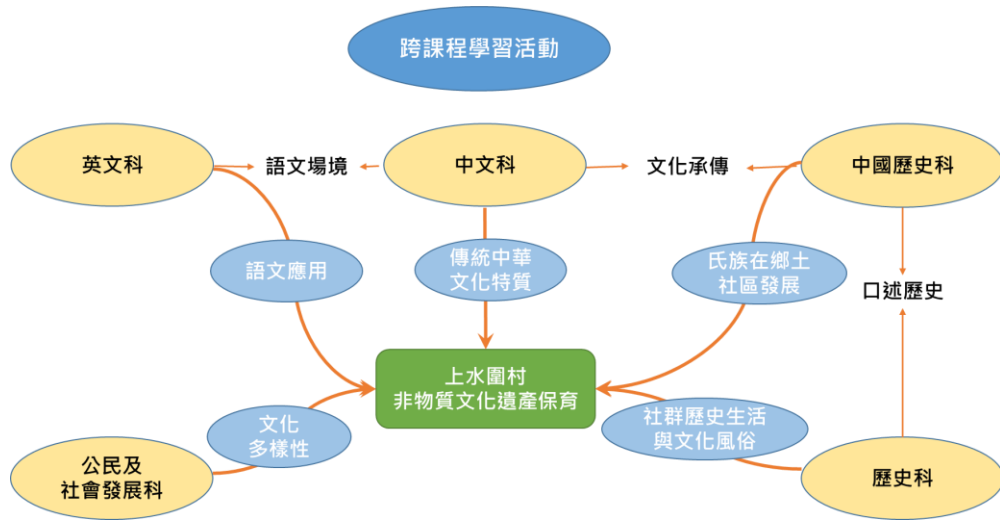 跨課程學習活動
英文科
語文場境
中文科
文化承傳
中國歷史科
語文應用
傳統中華
文化特質
氏族在鄉土
社區發展
口述歷史
上水圍村
非物質文化遺產保育
文化
多樣性
社群歷史生活
與文化風俗
公民及
社會發展科
歷史科